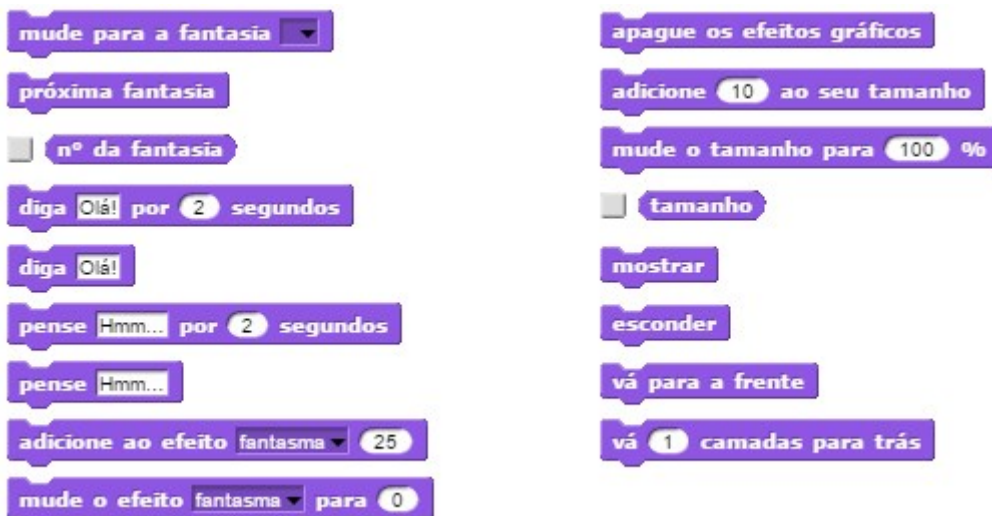 mude para a fantasia
próxima fantasia
nº da fantasia
diga Olá! por 2 segundos
diga Olá!
pense Hmm... por 2 segundos
pense Hmm...
adicione ao efeito fantasma 25
mude o efeito fantasma para 0
apague os efeitos gráficos
adicione 10 ao seu tamanho
mude o tamanho para 100 %
tamanho
mostrar
esconder
vá para a frente
vá 1 camadas para trás